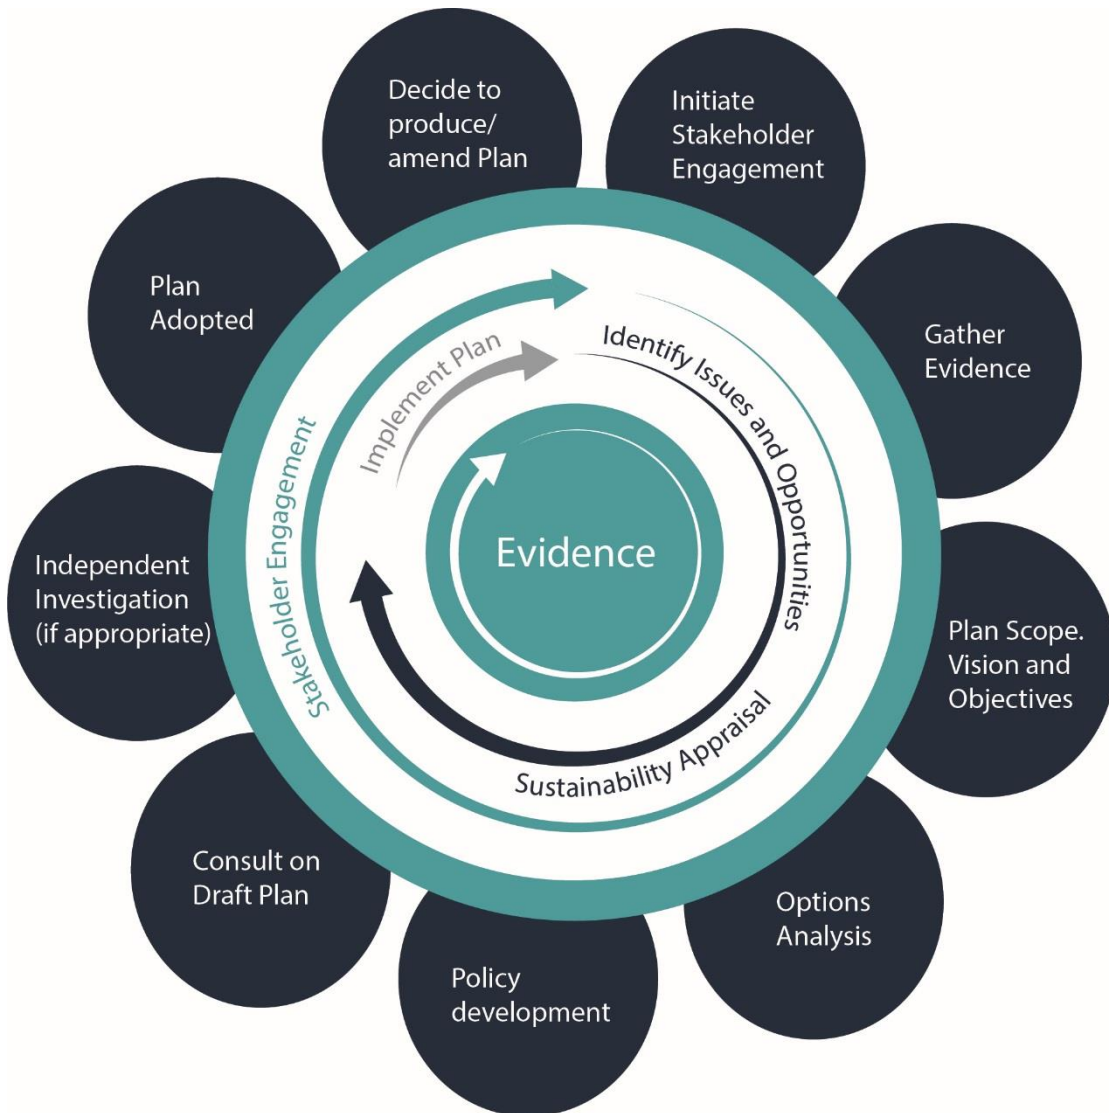 Decide to
produce/
amend Plan
Initiate
Stakeholder
Engagement
Gather
Evidence
Plan Scope.
Vision and
Objectives
Options
Analysis
Policy
development
Consult on
Draft Plan
Independent
Investigation
(if appropriate)
Plan
Adopted
Stakeholder Engagement
Implement Plan
Identify Issues and Opportunities
Sustainability Appraisal
Evidence